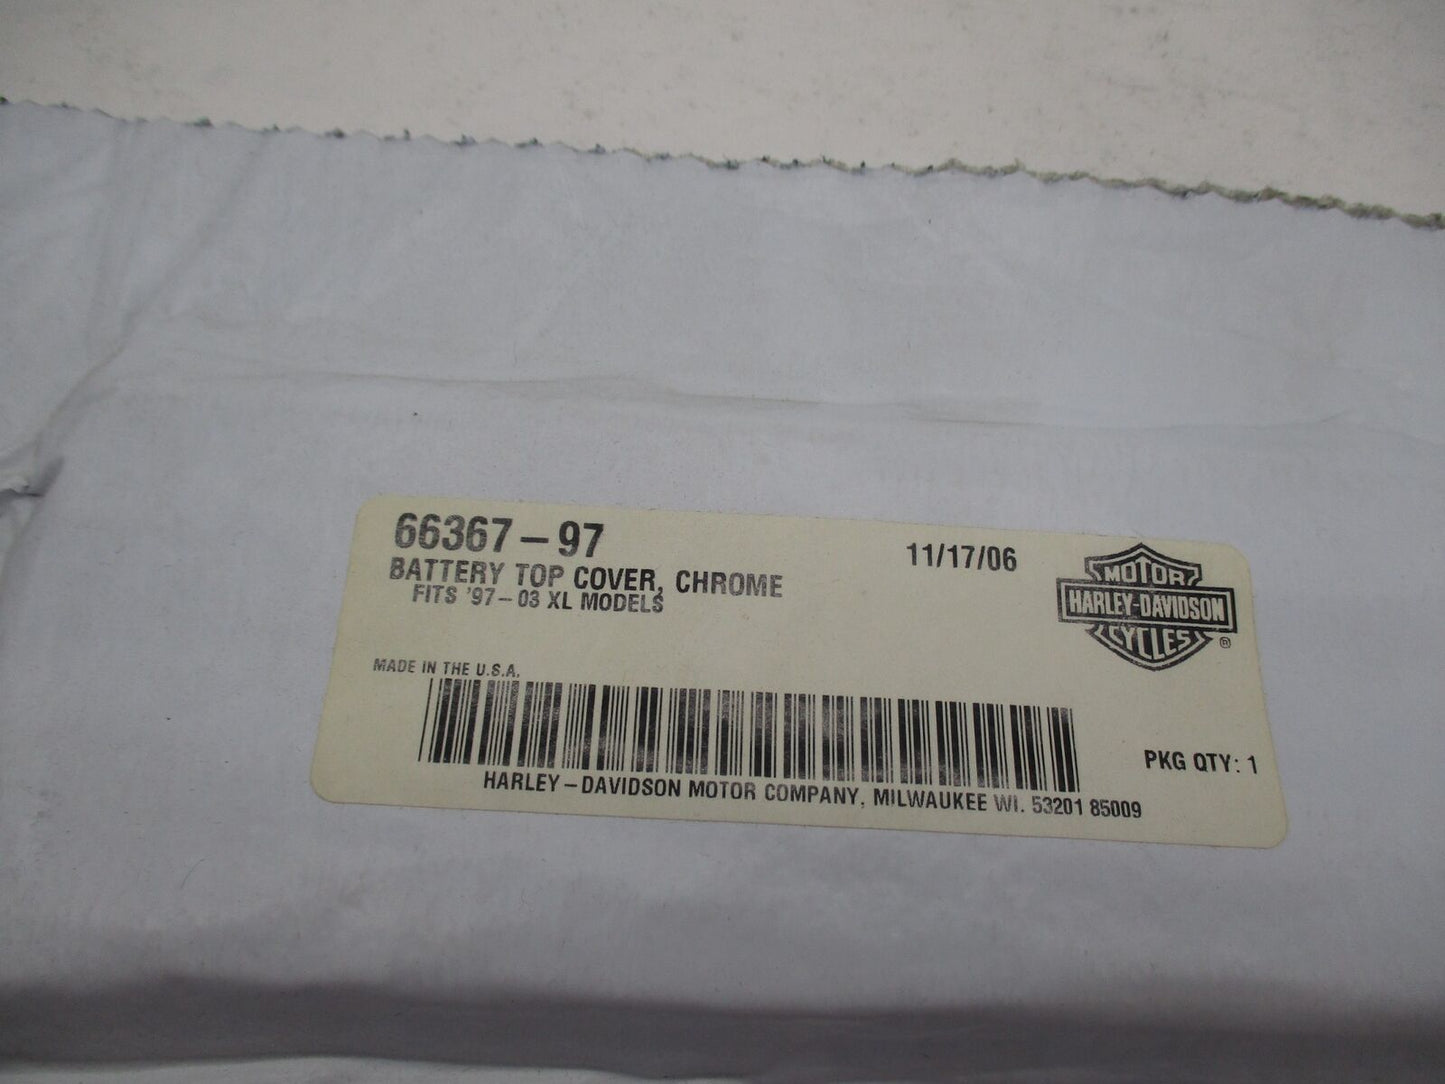 66367-97
11/17/06
BATTERY TOP COVER, CHROME
FITS '97-03 XL MODELS
MOTOR
HARLEY-DAVIDSON
CYCLES
®
MADE IN THE U.S.A.
PKG QTY: 1
HARLEY-DAVIDSON MOTOR COMPANY, MILWAUKEE WI. 53201 85009